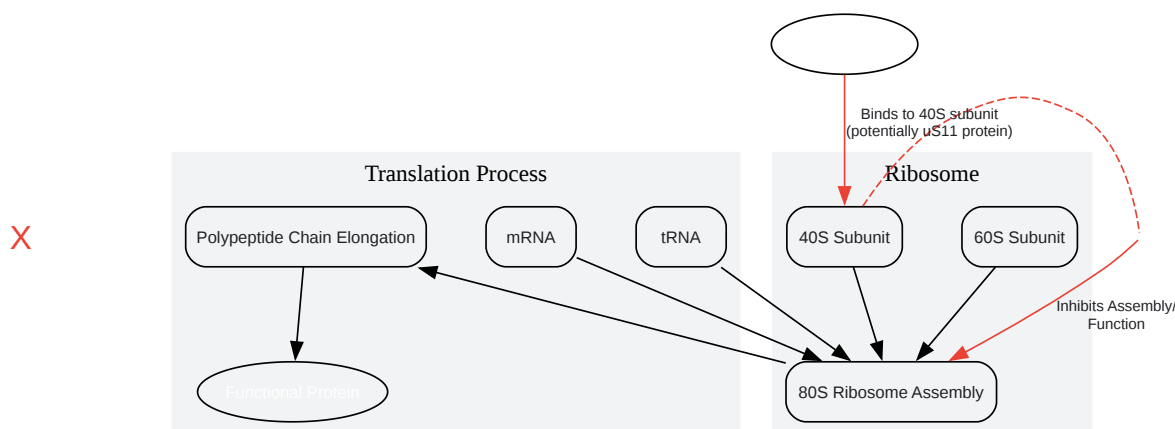 Binds to 40S subunit
(potentially uS11 protein)
Translation Process
Ribosome
X
Polypeptide Chain Elongation
mRNA
tRNA
40S Subunit
60S Subunit
Inhibits Assembly/
Function
Functional Protein
80S Ribosome Assembly